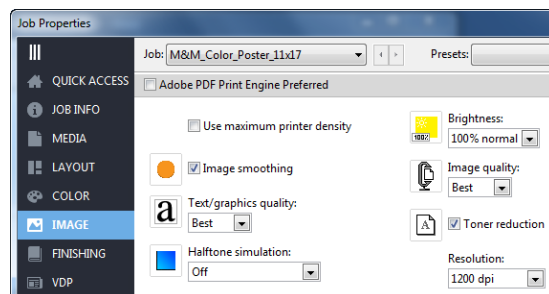 Job Properties
Job: M&M_Color_Poster_11x17 Presets:
QUICK ACCESS
JOB INFO
MEDIA
LAYOUT
COLOR
IMAGE
FINISHING
VDP
Adobe PDF Print Engine Preferred
Use maximum printer density
Image smoothing
a
Text/graphics quality:
Best
Halftone simulation:
Off
100%
Brightness:
100% normal
Image quality:
Best
A
Toner reduction
Resolution:
1200 dpi